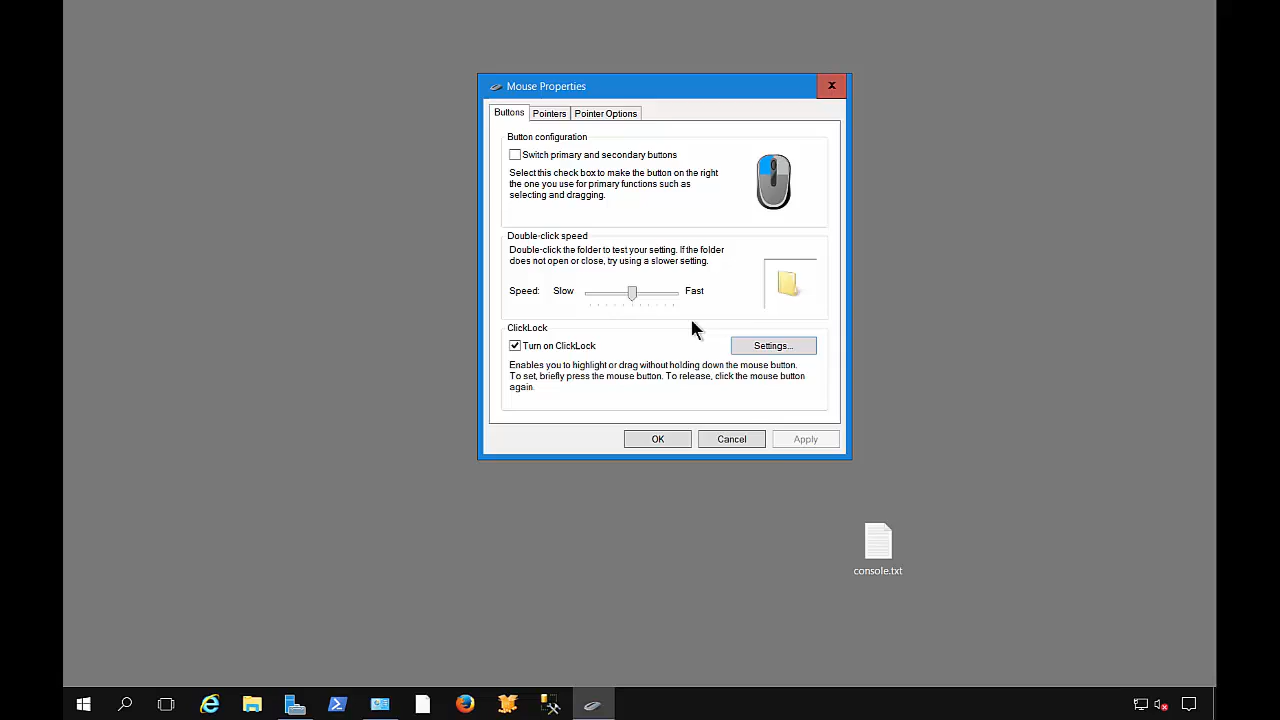 Mouse Properties
x
Buttons
Pointers
Pointer Options
Button configuration
Switch primary and secondary buttons
Select this check box to make the button on the right
the one you use for primary functions such as
selecting and dragging.
Double-click speed
Double-click the folder to test your setting. If the folder
does not open or close, try using a slower setting.
Speed: Slow Fast
ClickLock
Turn on ClickLock
Settings...
Enables you to highlight or drag without holding down the mouse button.
To set, briefly press the mouse button. To release, click the mouse button
again.
OK
Cancel
Apply
console.txt